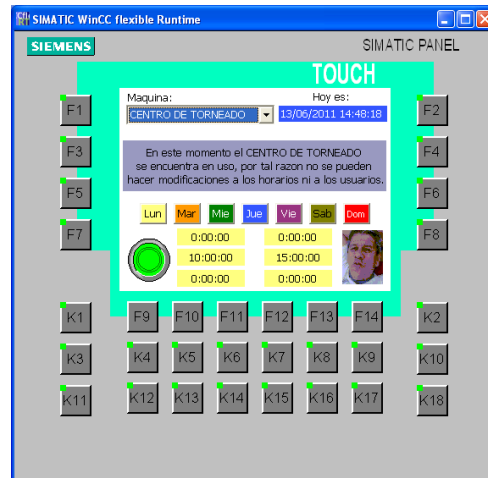 SIMATIC WinCC flexible Runtime
SIEMENS
SIMATIC PANEL
TOUCH
Maquina:
Hoy es:
CENTRO DE TORNEADO
13/06/2011 14:48:18
En este momento el CENTRO DE TORNEADO
se encuentra en uso, por tal razon no se pueden
hacer modificaciones a los horarios ni a los usuarios.
Lun Mar Mie Jue Vie Sab Dom
0:00:00 0:00:00
10:00:00 15:00:00
0:00:00 0:00:00
F1 F2
F3 F4
F5 F6
F7 F8
K1 F9 F10 F11 F12 F13 F14 K2
K3 K4 K5 K6 K7 K8 K9 K10
K11 K12 K13 K14 K15 K16 K17 K18